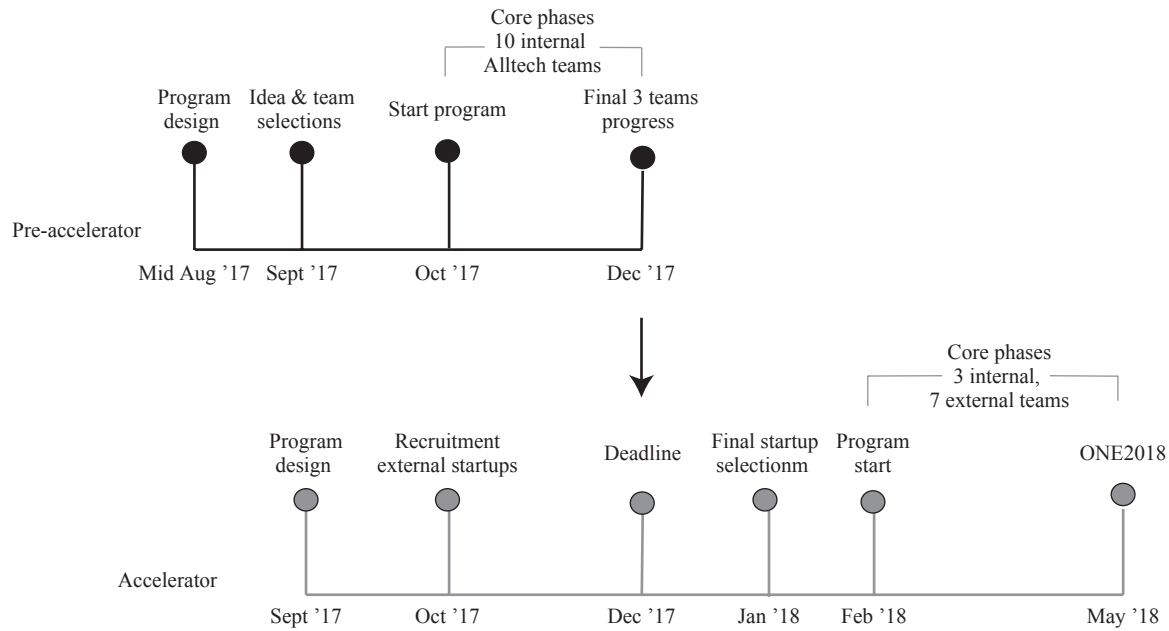 Core phases
10 internal
Alltech teams
Program
design
Idea & team
selections
Start program
Final 3 teams
progress
Pre-accelerator
Mid Aug ’17
Sept ’17
Oct ’17
Dec ’17
Core phases
3 internal,
7 external teams
Program
design
Recruitment
external startups
Deadline
Final startup
selectionm
Program
start
ONE2018
Accelerator
Sept ’17
Oct ’17
Dec ’17
Jan ’18
Feb ’18
May ’18